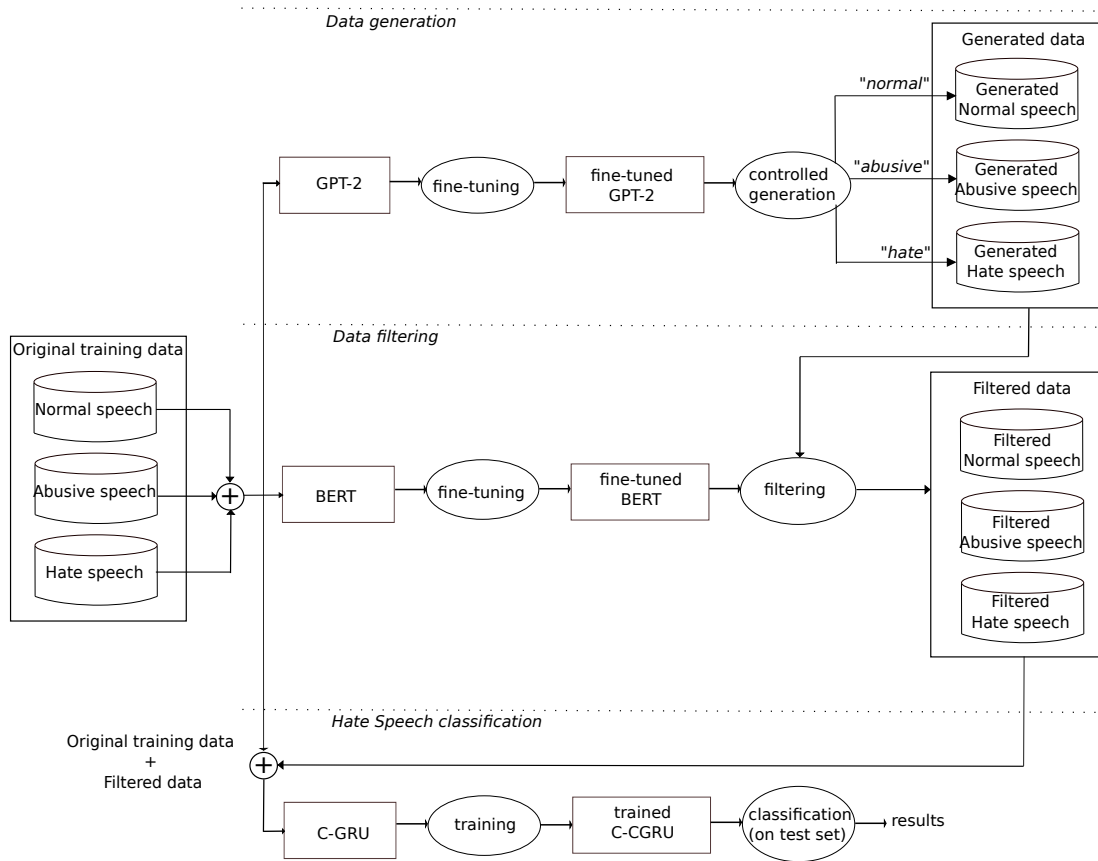 Data generation
Generated data
Generated
Normal speech
"normal"
GPT-2
fine-tuning
fine-tuned
GPT-2
controlled
generation
"abusive"
Generated
Abusive speech
"hate"
Generated
Hate speech
Data filtering
Original training data
Normal speech
Abusive speech
Hate speech
+
BERT
fine-tuning
fine-tuned
BERT
filtering
Filtered data
Filtered
Normal speech
Filtered
Abusive speech
Filtered
Hate speech
Hate Speech classification
Original training data
+
Filtered data
+
C-GRU
training
trained
C-CGRU
classification
(on test set)
results